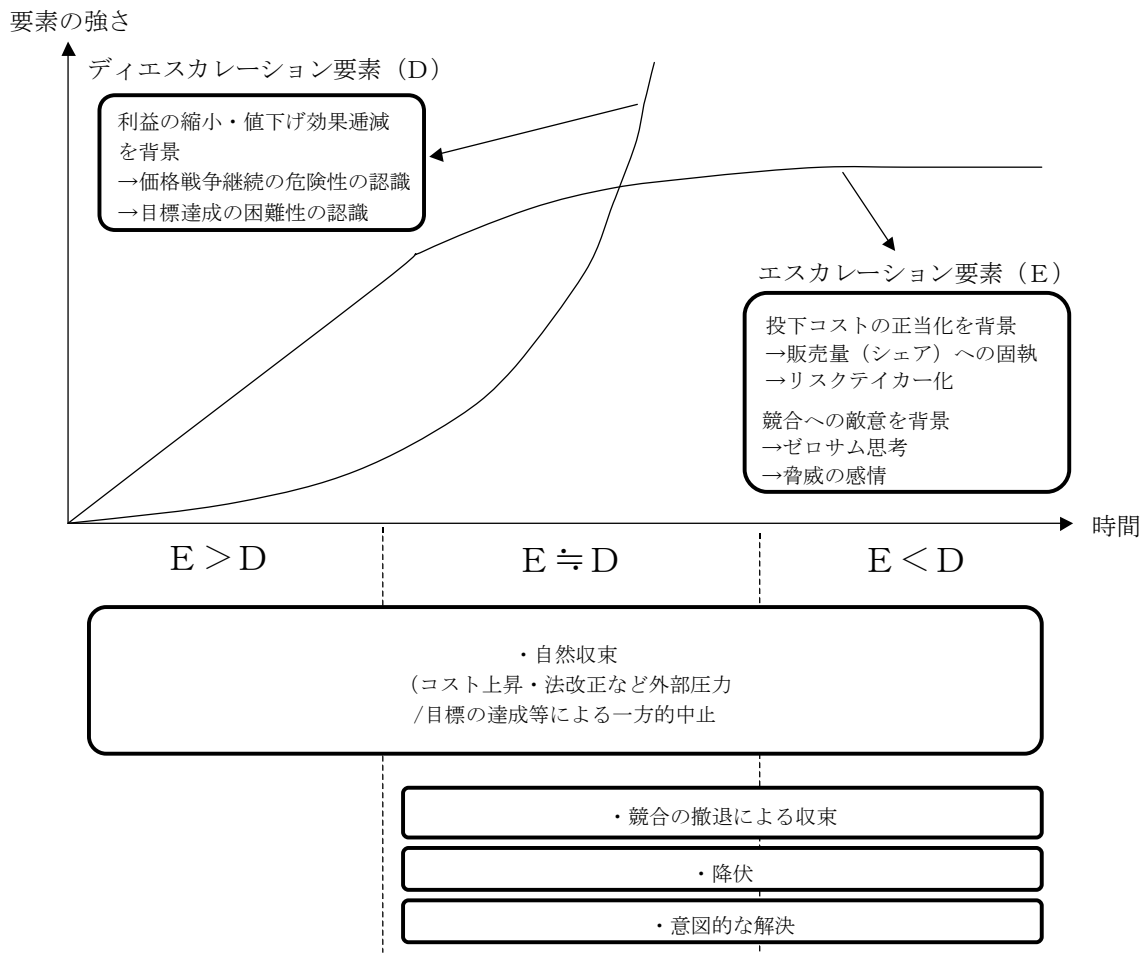 要素の強さ
ディエスカレーション要素（D）
利益の縮小・値下げ効果逓減
を背景
→価格戦争継続の危険性の認識
→目標達成の困難性の認識
エスカレーション要素（E）
投下コストの正当化を背景
→販売量（シェア）への固執
→リスクテイカー化
競合への敵意を背景
→ゼロサム思考
→脅威の感情
時間
E＞D
E≒D
E＜D
・自然収束
（コスト上昇・法改正など外部圧力
/目標の達成等による一方的中止
・競合の撤退による収束
・降伏
・意図的な解決